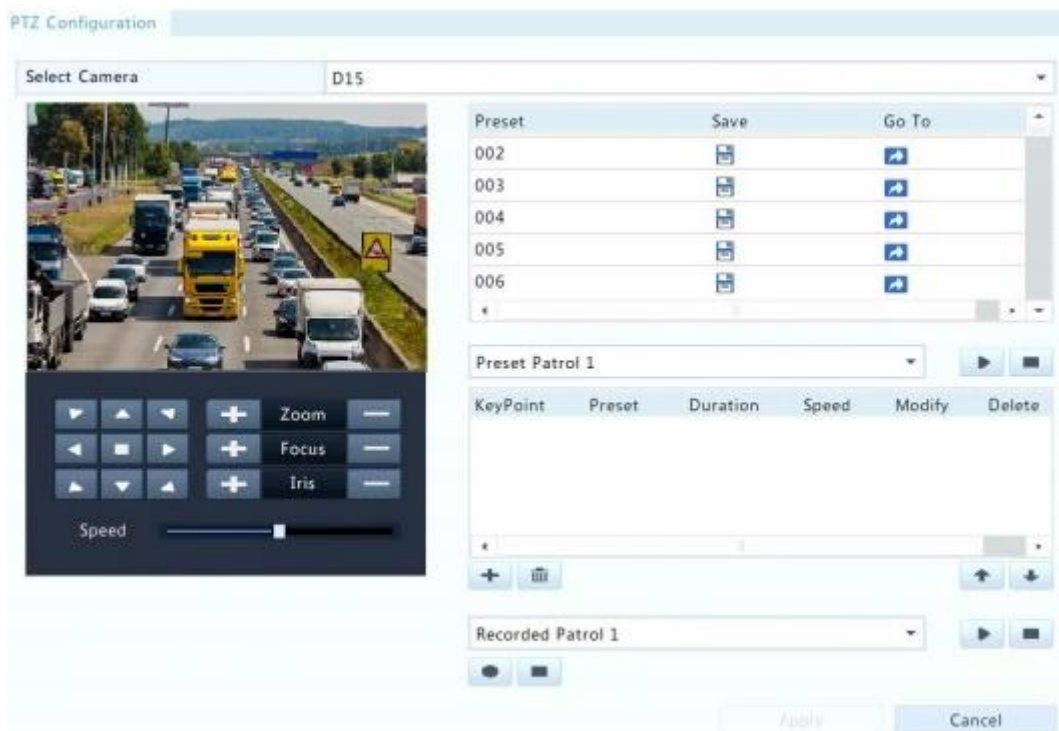 PTZ Configuration
Select Camera D15
Preset Save Go To
002
003
004
005
006
Preset Patrol 1
KeyPoint Preset Duration Speed Modify Delete
Zoom
Focus
Iris
Speed
Recorded Patrol 1
Apply Cancel